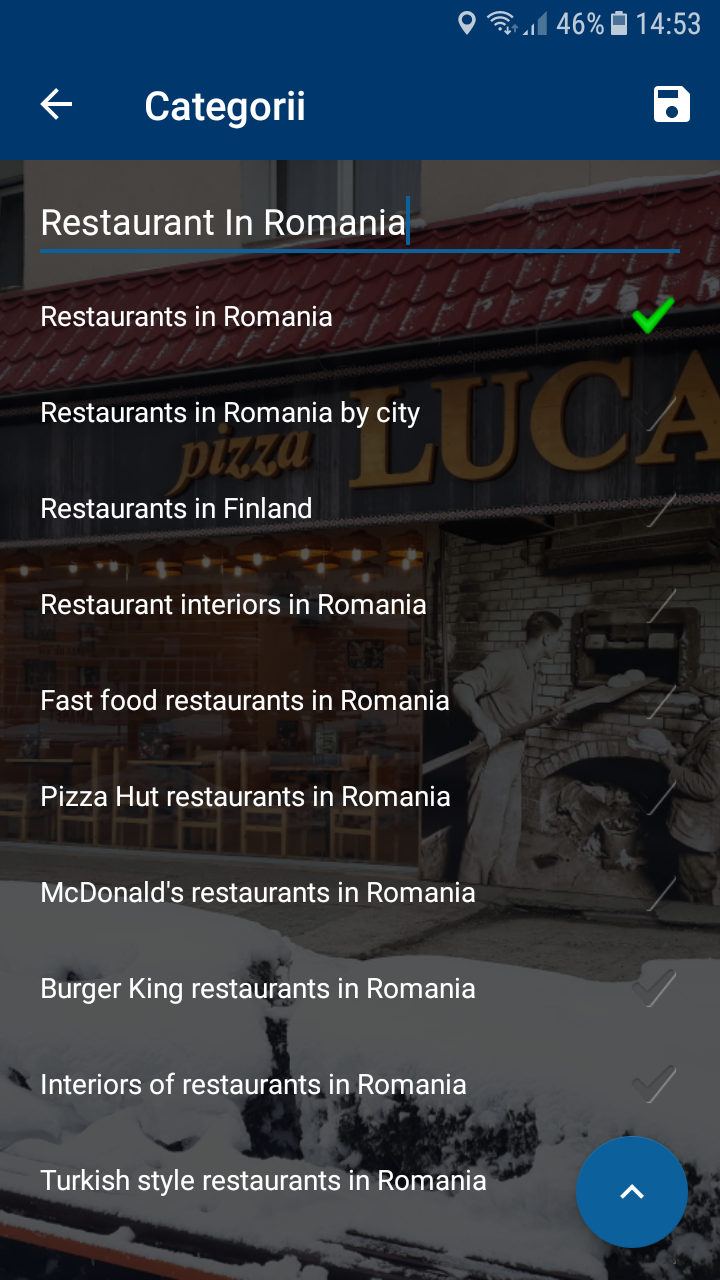 46% 14:53
Categorii
Restaurant In Romania
Restaurants in Romania
Restaurants in Romania by city
pizza LUCA
Restaurants in Finland
Restaurant interiors in Romania
Fast food restaurants in Romania
Pizza Hut restaurants in Romania
McDonald's restaurants in Romania
Burger King restaurants in Romania
Interiors of restaurants in Romania
Turkish style restaurants in Romania